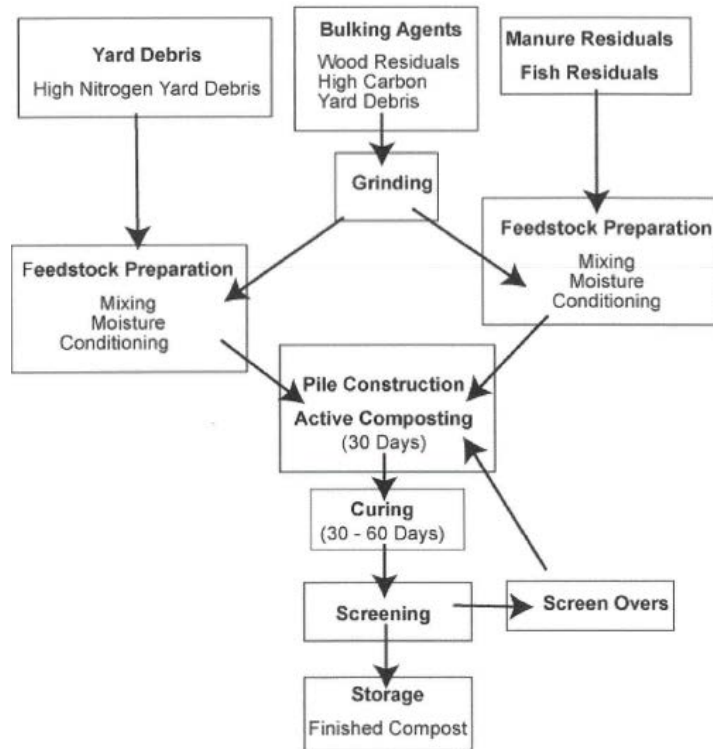 Yard Debris
High Nitrogen Yard Debris
Bulking Agents
Wood Residuals
High Carbon
Yard Debris
Manure Residuals
Fish Residuals
Grinding
Feedstock Preparation
Mixing
Moisture
Conditioning
Feedstock Preparation
Mixing
Moisture
Conditioning
Pile Construction
Active Composting
(30 Days)
Curing
(30 - 60 Days)
Screening
Screen Overs
Storage
Finished Compost